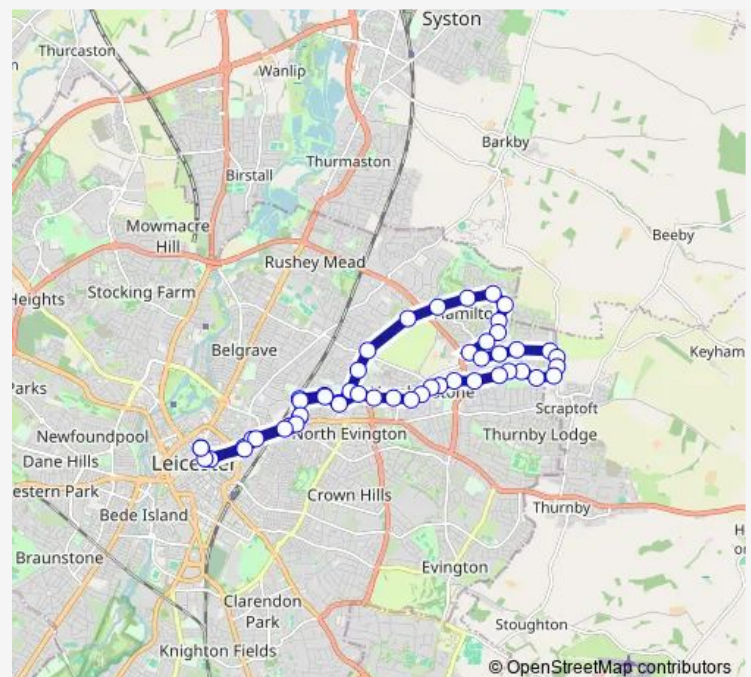 Syston
Thurcaston
Wanlip
Barkby
Thurmaston
Birstall
Mowmacre
Hill
Beeby
Rushey Mead
Heights
Stocking Farm
Hamilto
Belgrave
Keyham
Parks
stone
Scraptoft
Newfoundpool
North Evington
Thurnby Lodge
Dane Hills
Leicester
estern Park
Crown Hills
Bede Island
Thurnby
Braunstone
Evington
Clarendon
Park
Stoughton
Knighton Fields
© OpenStreetMap contributors